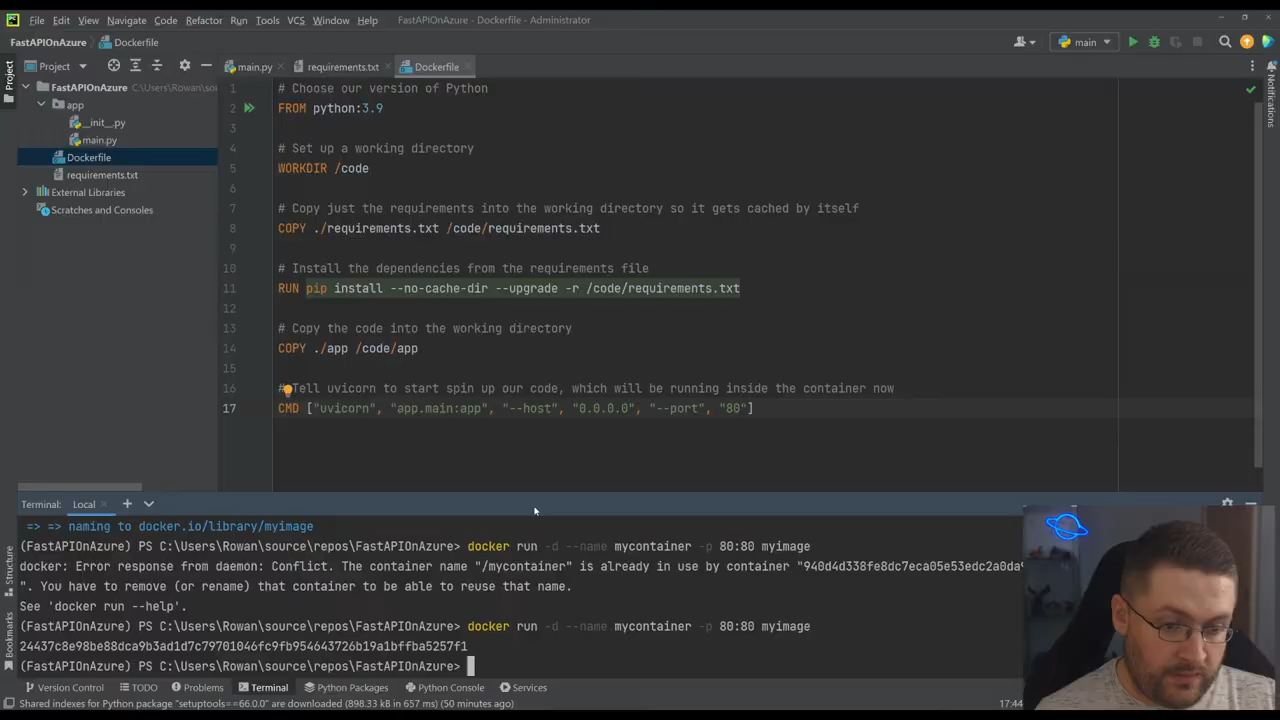 File Edit View Navigate Code Refactor Run Tools VCS Window Help FastAPIOnAzure - Dockerfile - Administrator
FastAPIOnAzure Dockerfile main
Project main.py requirements.txt Dockerfile
Project
Notifications
FastAPIOnAzure C:\Users\Rowan\sou
app
__init__.py
main.py
Dockerfile
requirements.txt
External Libraries
Scratches and Consoles
1 # Choose our version of Python
2 FROM python:3.9
3
4 # Set up a working directory
5 WORKDIR /code
6
7 # Copy just the requirements into the working directory so it gets cached by itself
8 COPY ./requirements.txt /code/requirements.txt
9
10 # Install the dependencies from the requirements file
11 RUN pip install --no-cache-dir --upgrade -r /code/requirements.txt
12
13 # Copy the code into the working directory
14 COPY ./app /code/app
15
16 # Tell uvicorn to start spin up our code, which will be running inside the container now
17 CMD ["uvicorn", "app.main:app", "--host", "0.0.0.0", "--port", "80"]
Terminal: Local
=> => naming to docker.io/library/myimage
(FastAPIOnAzure) PS C:\Users\Rowan\source\repos\FastAPIOnAzure> docker run -d --name mycontainer -p 80:80 myimage
docker: Error response from daemon: Conflict. The container name "/mycontainer" is already in use by container "940d4d338fe8dc7eca05e53edc2a0da9
". You have to remove (or rename) that container to be able to reuse that name.
See 'docker run --help'.
(FastAPIOnAzure) PS C:\Users\Rowan\source\repos\FastAPIOnAzure> docker run -d --name mycontainer -p 80:80 myimage
24437c8e98be88dca9b3ad1d7c79701046fc9fb954643726b19a1bffba5257f1
(FastAPIOnAzure) PS C:\Users\Rowan\source\repos\FastAPIOnAzure>
Structure
Bookmarks
Version Control TODO Problems Terminal Python Packages Python Console Services
Shared indexes for Python package "setuptools==66.0.0" are downloaded (898.33 kB in 657 ms) (50 minutes ago) 17:44